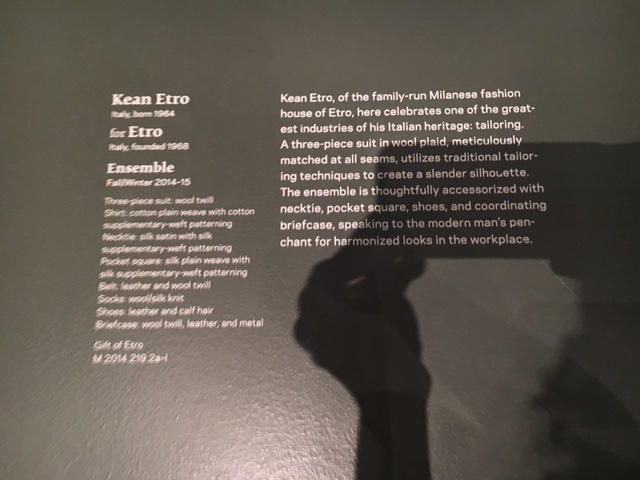 Kean Etro
Italy, born 1964
for Etro
Italy, founded 1968
Ensemble
Fall/Winter 2014-15
Three-piece suit: wool twill
Shirt: cotton plain weave with cotton
supplementary-weft patterning
Necktie: silk satin with silk
supplementary-weft patterning
Pocket square: silk plain weave with
silk supplementary-weft patterning
Belt: leather and wool twill
Socks: wool/silk knit
Shoes: leather and calf hair
Briefcase: wool twill, leather, and metal
Gift of Etro
M.2014.219.2a-l
Kean Etro, of the family-run Milanese fashion
house of Etro, here celebrates one of the great-
est industries of his Italian heritage: tailoring.
A three-piece suit in wool plaid, meticulously
matched at all seams, utilizes traditional tailor-
ing techniques to create a slender silhouette.
The ensemble is thoughtfully accessorized with
necktie, pocket square, shoes, and coordinating
briefcase, speaking to the modern man's pen-
chant for harmonized looks in the workplace.